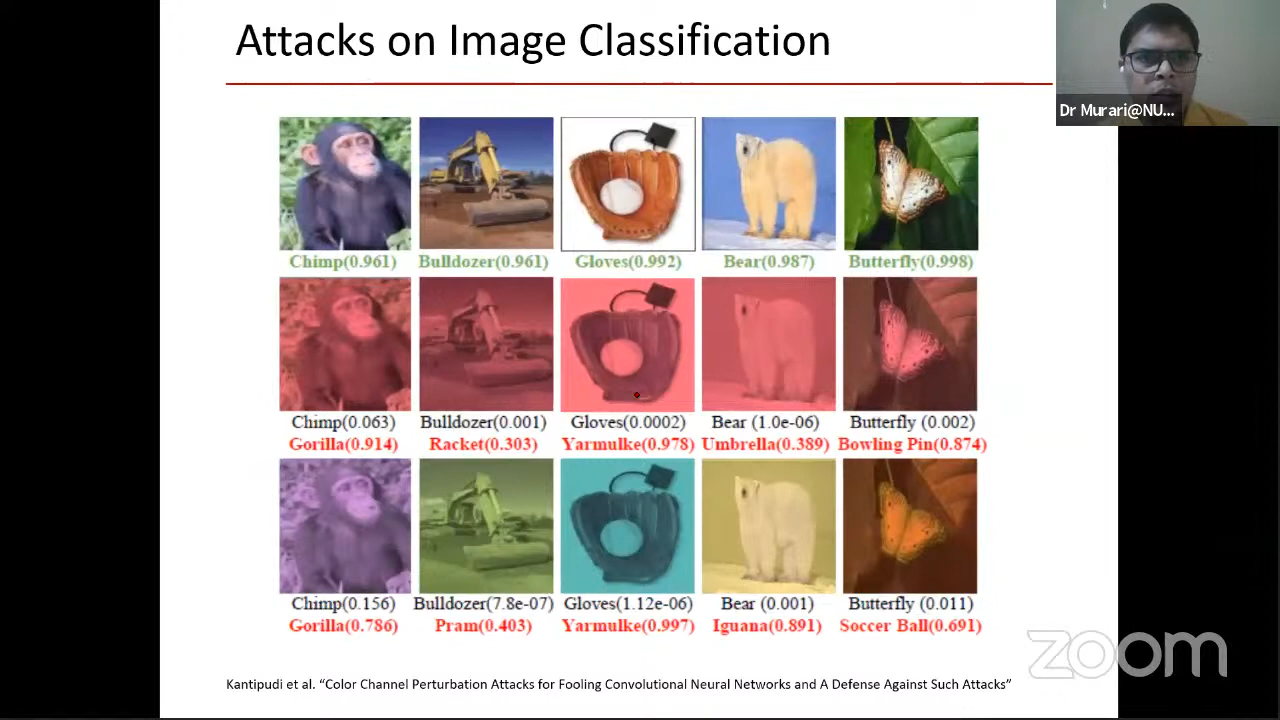 Attacks on Image Classification
Dr Murari@NU...
Chimp(0.961) Bulldozer(0.961) Gloves(0.992) Bear(0.987) Butterfly(0.998)
Chimp(0.063) Bulldozer(0.001) Gloves(0.0002) Bear (1.0e-06) Butterfly (0.002)
Gorilla(0.914) Racket(0.303) Yarmulke(0.978) Umbrella(0.389) Bowling Pin(0.874)
Chimp(0.156) Bulldozer(7.8e-07) Gloves(1.12e-06) Bear (0.001) Butterfly (0.011)
Gorilla(0.786) Pram(0.403) Yarmulke(0.997) Iguana(0.891) Soccer Ball(0.691)
zoom
Kantipudi et al. “Color Channel Perturbation Attacks for Fooling Convolutional Neural Networks and A Defense Against Such Attacks”